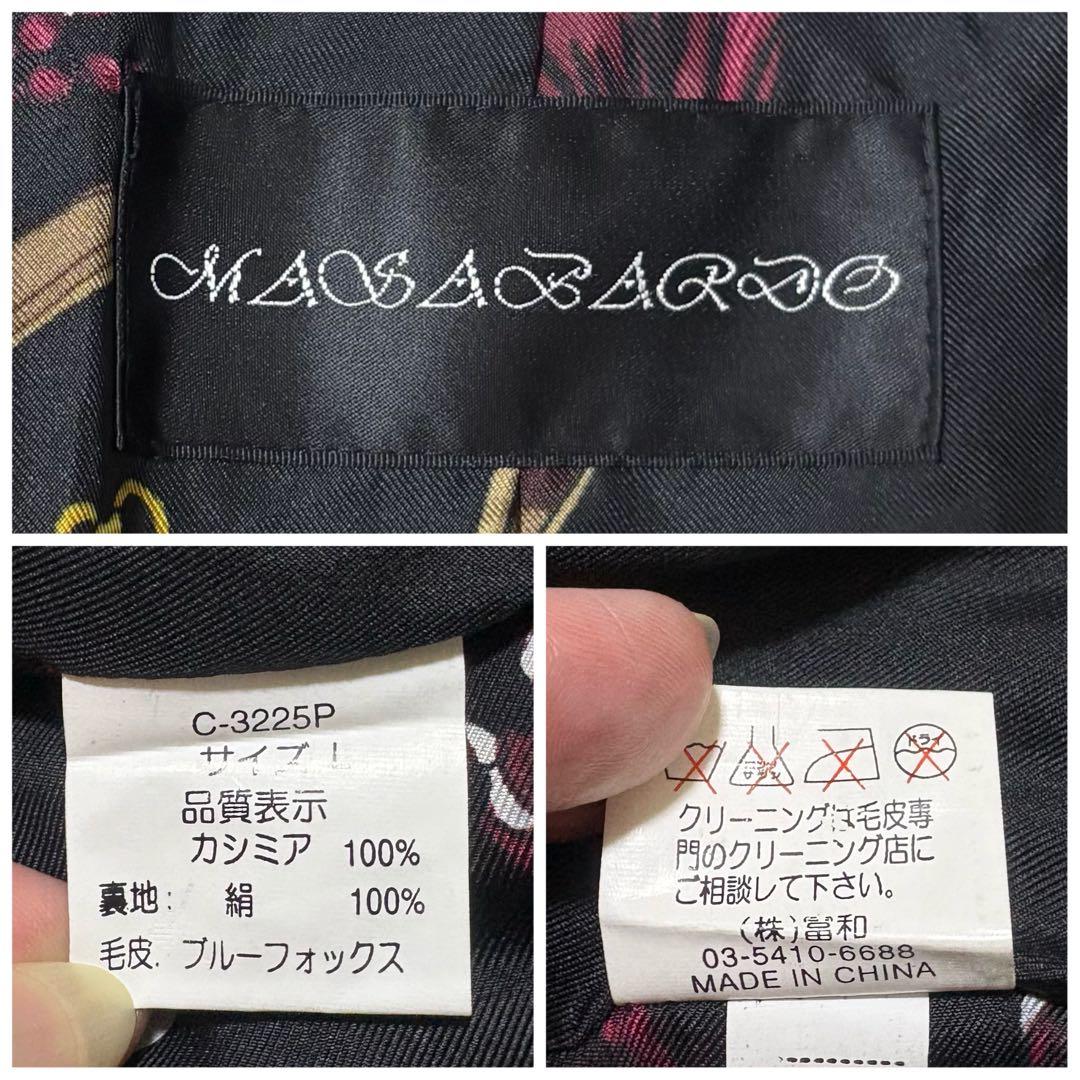 MASABARDO
C-3225P
サイズ L
品質表示
カシミア 100%
裏地: 絹 100%
毛皮. ブルーフォックス
ドライ
クリーニングは毛皮専
門のクリーニング店に
ご相談して下さい。
(株)富和
03-5410-6688
MADE IN CHINA